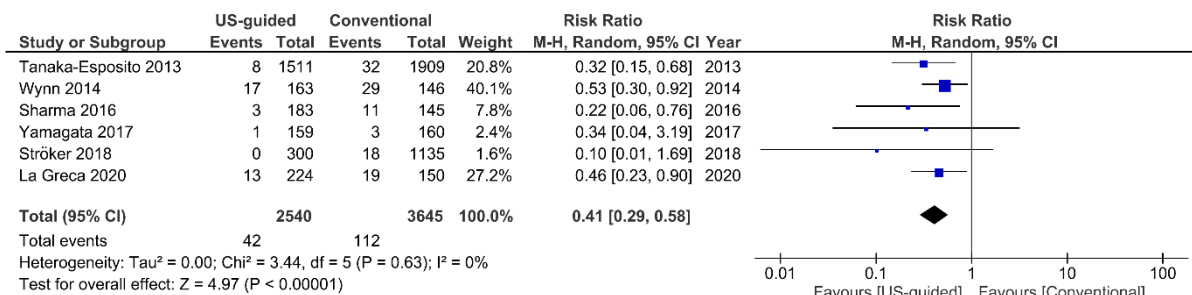 US-guided Conventional Risk Ratio Risk Ratio
Study or Subgroup Events Total Events Total Weight M-H, Random, 95% CI Year M-H, Random, 95% CI
Tanaka-Esposito 2013 8 1511 32 1909 20.8% 0.32 [0.15, 0.68] 2013
Wynn 2014 17 163 29 146 40.1% 0.53 [0.30, 0.92] 2014
Sharma 2016 3 183 11 145 7.8% 0.22 [0.06, 0.76] 2016
Yamagata 2017 1 159 3 160 2.4% 0.34 [0.04, 3.19] 2017
Ströker 2018 0 300 18 1135 1.6% 0.10 [0.01, 1.69] 2018
La Greca 2020 13 224 19 150 27.2% 0.46 [0.23, 0.90] 2020
Total (95% CI) 2540 3645 100.0% 0.41 [0.29, 0.58]
Total events 42 112
Heterogeneity: Tau² = 0.00; Chi² = 3.44, df = 5 (P = 0.63); I² = 0%
Test for overall effect: Z = 4.97 (P < 0.00001)
0.01 0.1 1 10 100
Favours [US-guided] Favours [Conventional]